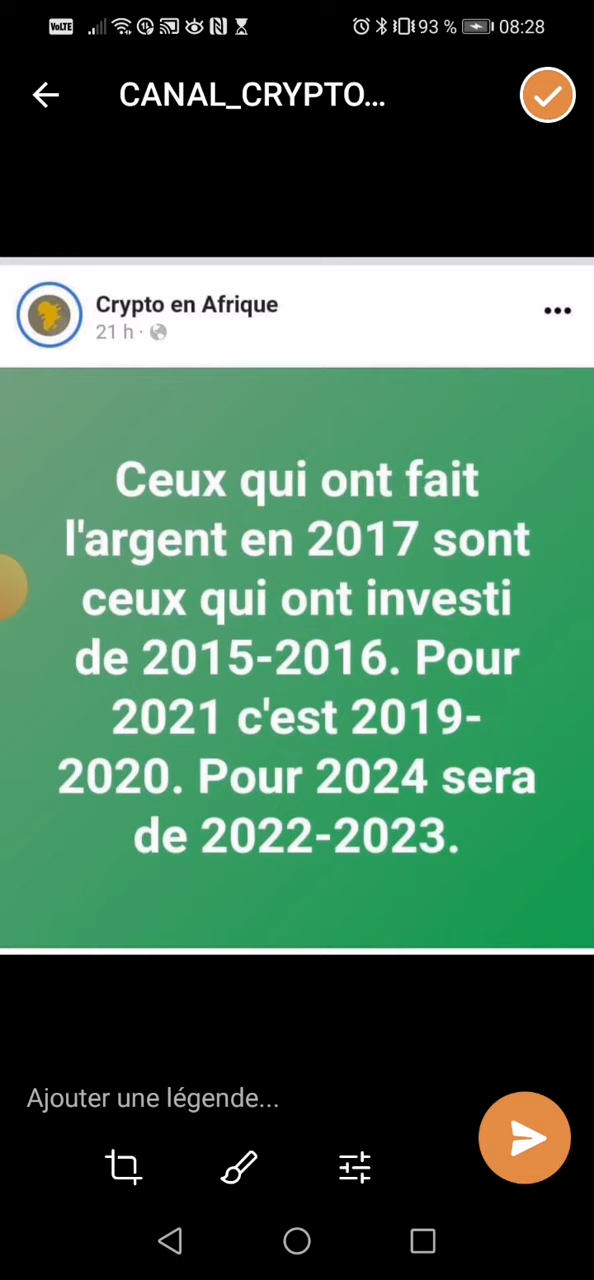 VoLTE 93 % 08:28
CANAL_CRYPTO...
Crypto en Afrique
21 h ·
Ceux qui ont fait
l'argent en 2017 sont
ceux qui ont investi
de 2015-2016. Pour
2021 c'est 2019-
2020. Pour 2024 sera
de 2022-2023.
Ajouter une légende...